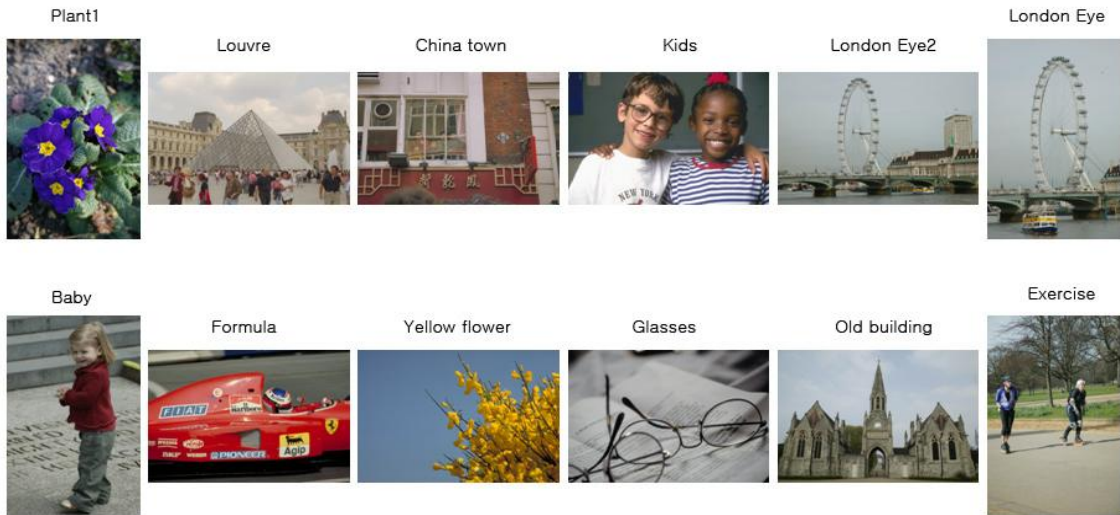 Plant1
Louvre
China town
Kids
London Eye2
London Eye
NEW YORK
Baby
Formula
Yellow flower
Glasses
Old building
Exercise
FIAT
Marlboro
PIONEER
Agip